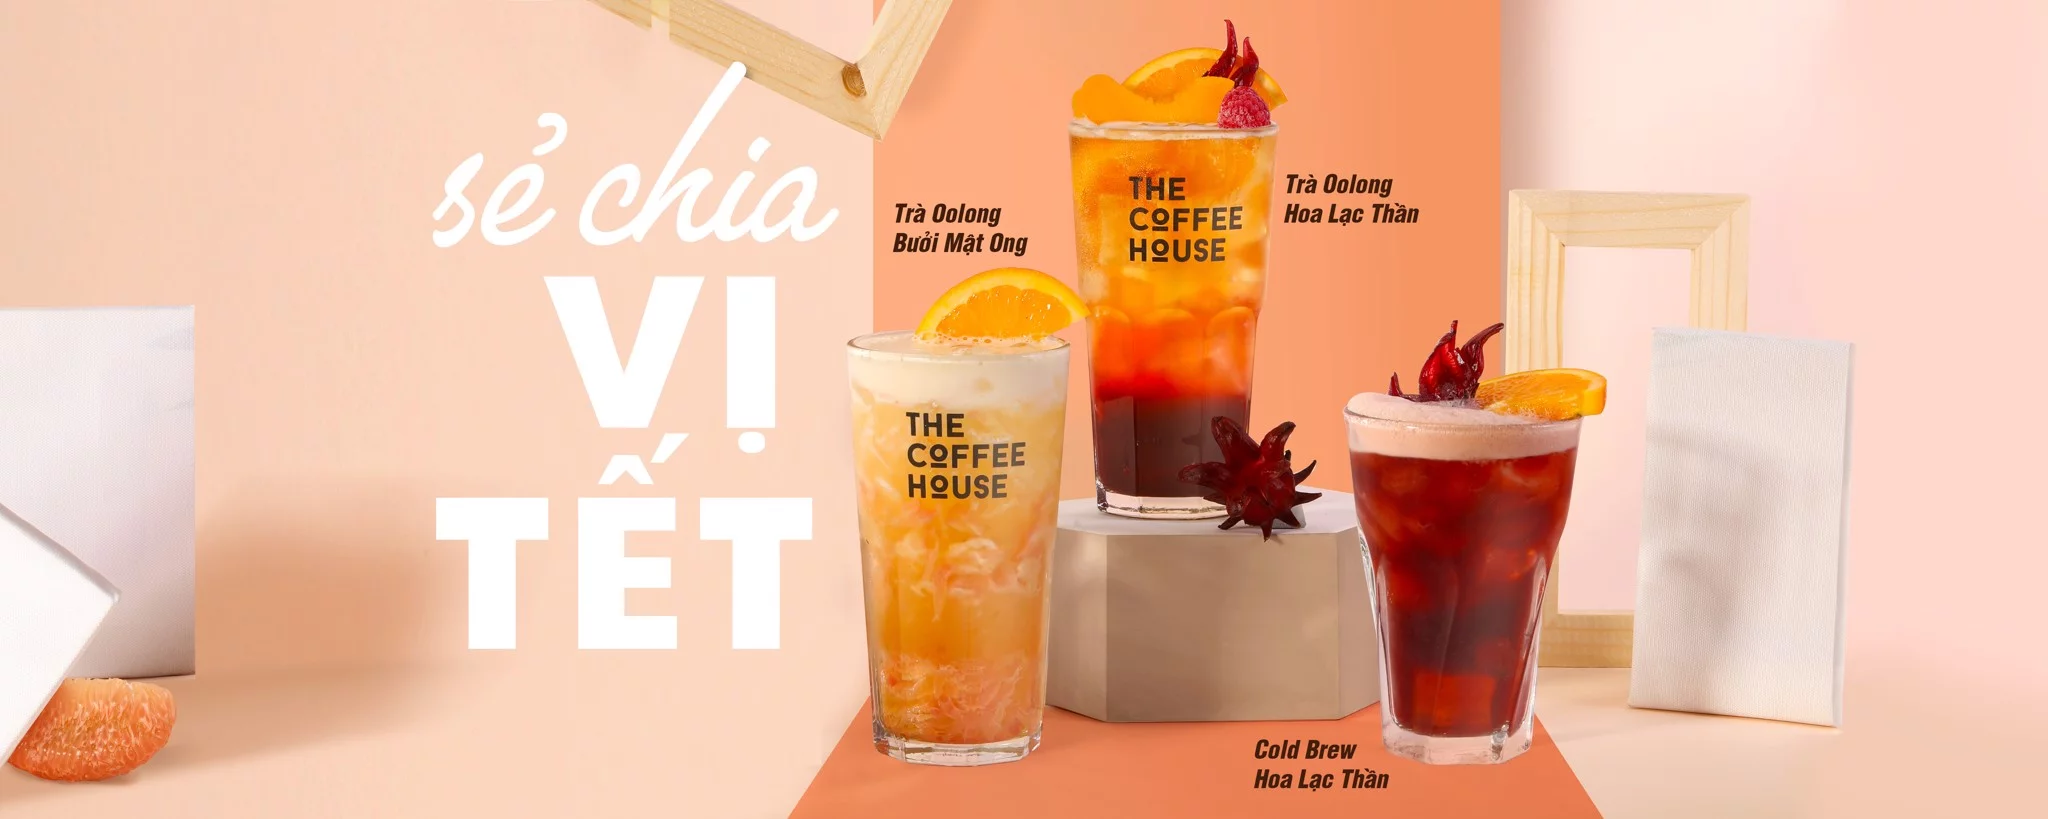 sẻ chia
VỊ
TẾT
Trà Oolong
Bưởi Mật Ong
THE
COFFEE
HOUSE
Trà Oolong
Hoa Lạc Thần
THE
COFFEE
HOUSE
Cold Brew
Hoa Lạc Thần